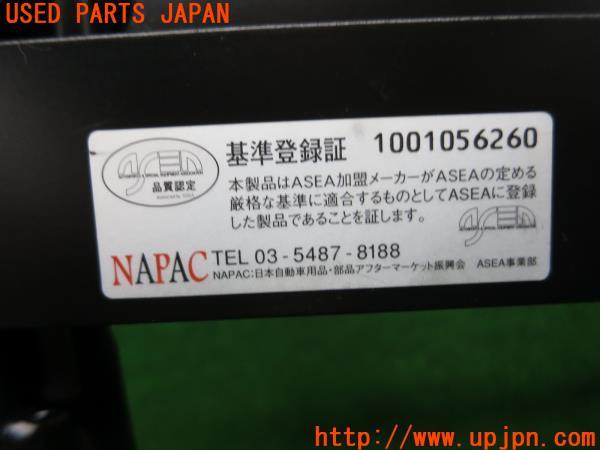 USED PARTS JAPAN
ASEA
品質認定
基準登録証 1001056260
本製品はASEA加盟メーカーがASEAの定める
厳格な基準に適合するものとしてASEAに登録
した製品であることを証します。
ASEA
NAPAC TEL 03-5487-8188
NAPAC:日本自動車用品・部品アフターマーケット振興会 ASEA事業部
http://www.upjpn.com/